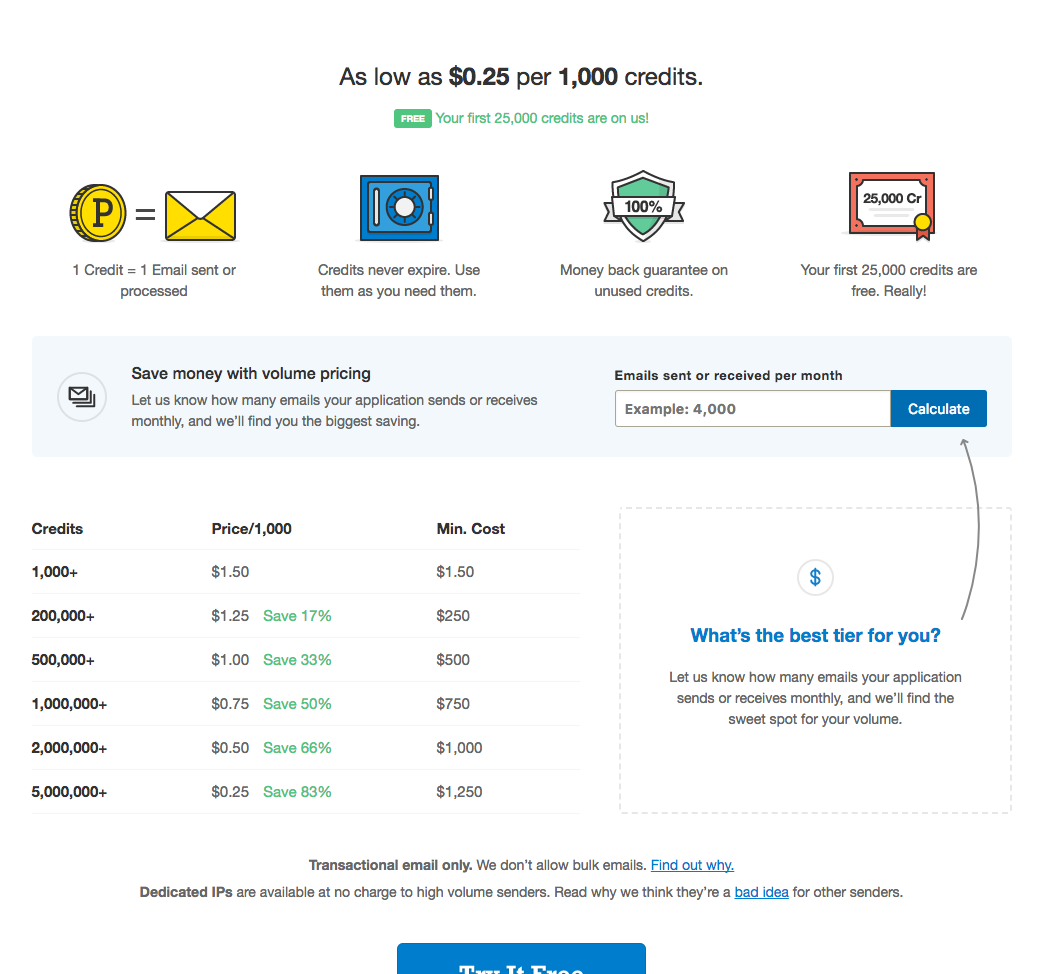 As low as $0.25 per 1,000 credits.
FREE Your first 25,000 credits are on us!
P =
100%
25,000 Cr
1 Credit = 1 Email sent or
processed
Credits never expire. Use
them as you need them.
Money back guarantee on
unused credits.
Your first 25,000 credits are
free. Really!
Save money with volume pricing
Let us know how many emails your application sends or receives
monthly, and we’ll find you the biggest saving.
Emails sent or received per month
Example: 4,000 Calculate
Credits Price/1,000 Min. Cost
1,000+ $1.50 $1.50
200,000+ $1.25 Save 17% $250
500,000+ $1.00 Save 33% $500
1,000,000+ $0.75 Save 50% $750
2,000,000+ $0.50 Save 66% $1,000
5,000,000+ $0.25 Save 83% $1,250
$
What’s the best tier for you?
Let us know how many emails your application
sends or receives monthly, and we’ll find the
sweet spot for your volume.
Transactional email only. We don’t allow bulk emails. Find out why.
Dedicated IPs are available at no charge to high volume senders. Read why we think they’re a bad idea for other senders.
Try It Free